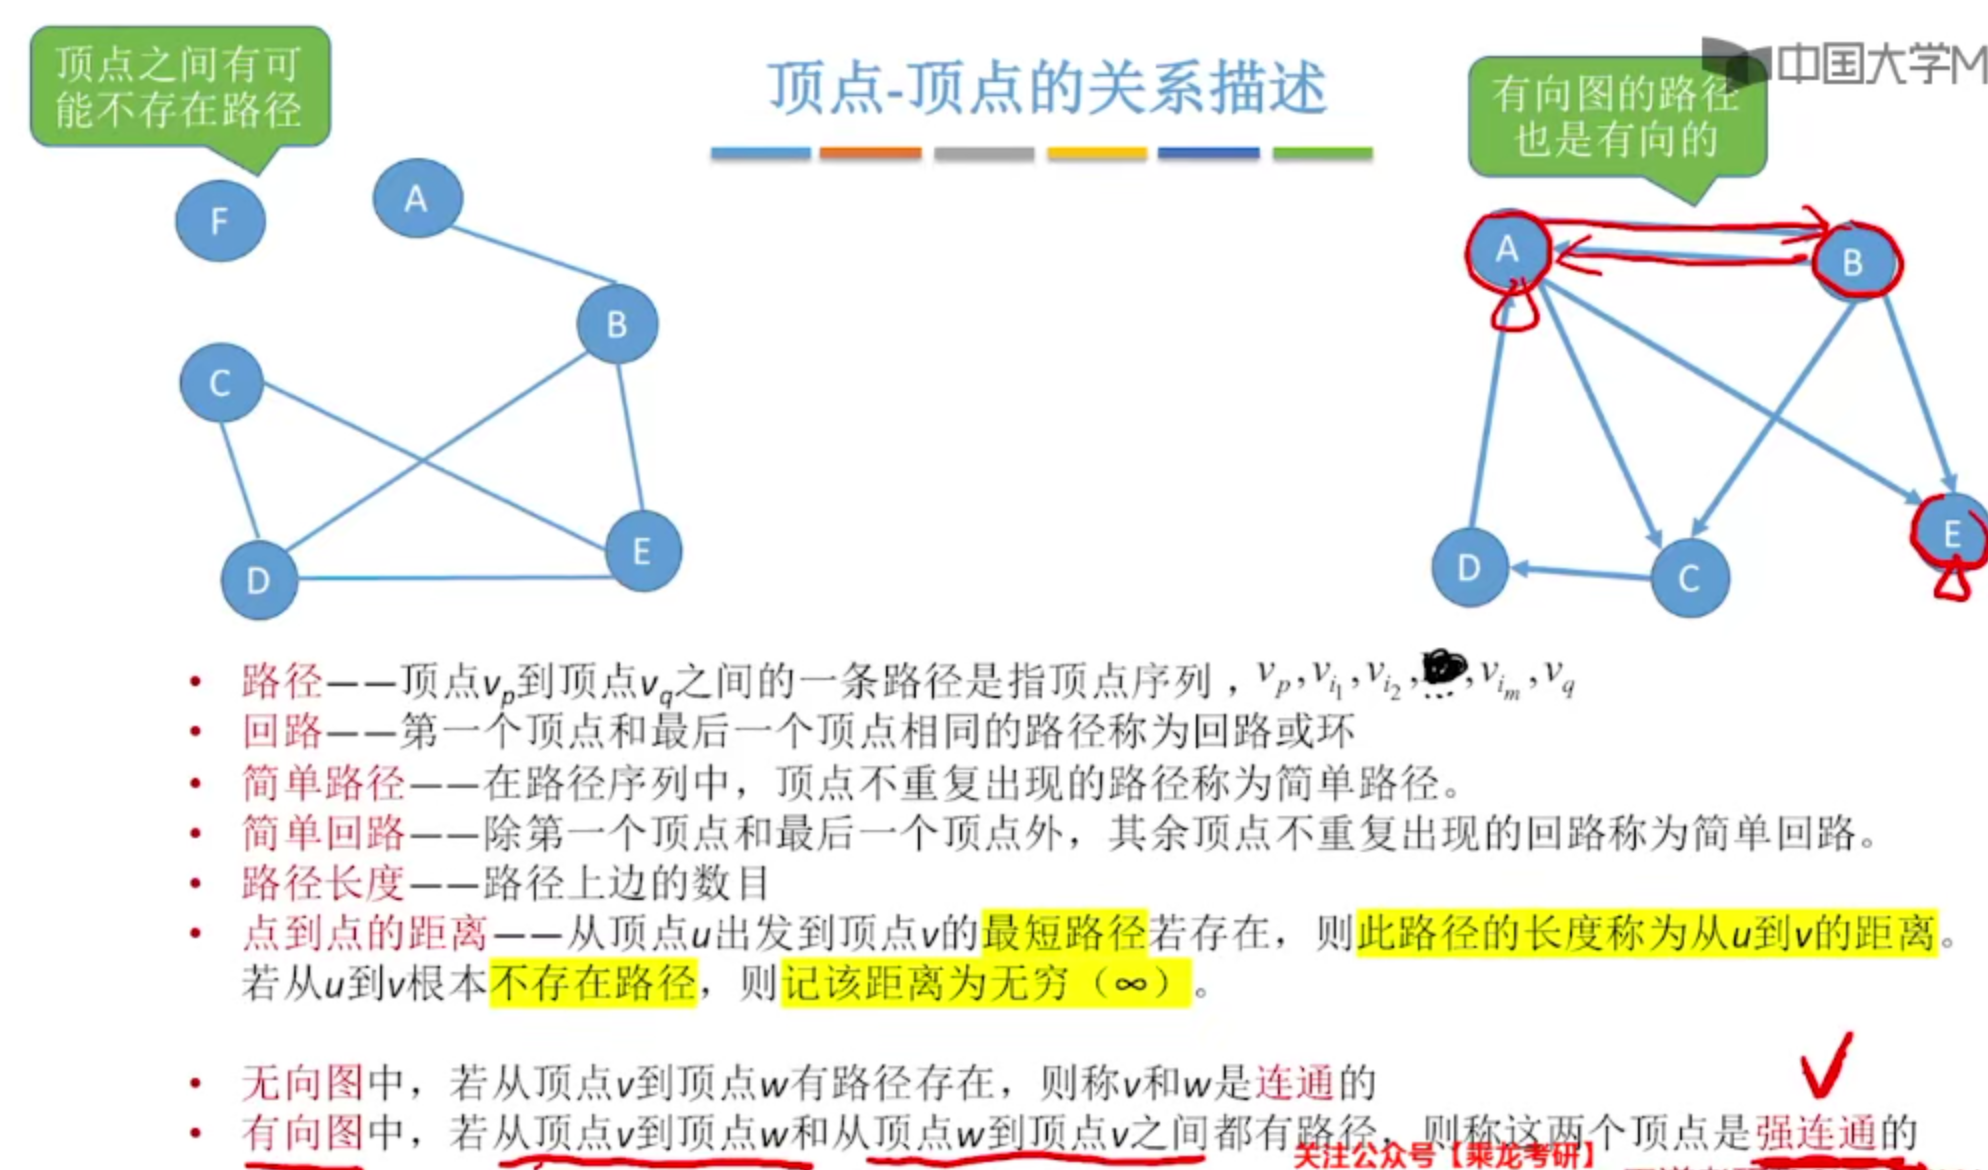 顶点之间有可
能不存在路径
顶点-顶点的关系描述
有向图的路径
也是有向的
中国大学M
F
A
B
C
D
E
A
B
D
C
E
• 路径——顶点vp到顶点vq之间的一条路径是指顶点序列，vp,vi1,vi2, ,vim,vq
• 回路——第一个顶点和最后一个顶点相同的路径称为回路或环
• 简单路径——在路径序列中，顶点不重复出现的路径称为简单路径。
• 简单回路——除第一个顶点和最后一个顶点外，其余顶点不重复出现的回路称为简单回路。
• 路径长度——路径上边的数目
• 点到点的距离——从顶点u出发到顶点v的最短路径若存在，则此路径的长度称为从u到v的距离。
若从u到v根本不存在路径，则记该距离为无穷（∞）。
• 无向图中，若从顶点v到顶点w有路径存在，则称v和w是连通的
• 有向图中，若从顶点v到顶点w和从顶点w到顶点v之间都有路径，则称这两个顶点是强连通的
关注公众号【乘龙考研】